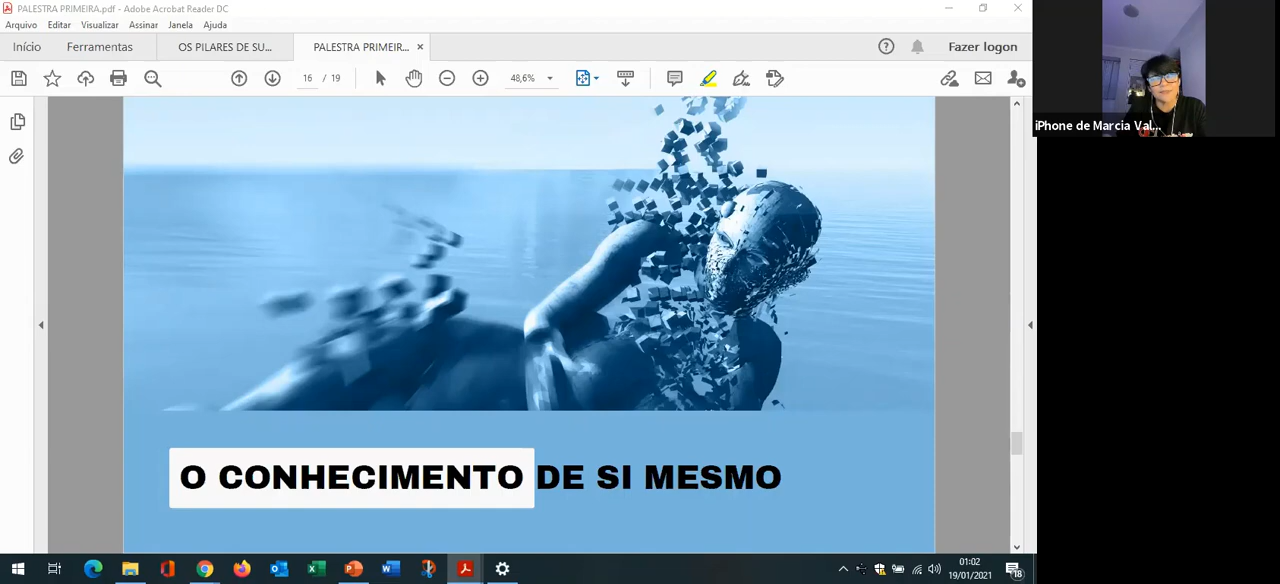 PALESTRA PRIMEIRA.pdf - Adobe Acrobat Reader DC
Arquivo Editar Visualizar Assinar Janela Ajuda
Início Ferramentas OS PILARES DE SU... PALESTRA PRIMEIR... × Fazer logon
16 / 19 48,6%
iPhone de Marcia Val...
O CONHECIMENTO DE SI MESMO
01:02
19/01/2021
18